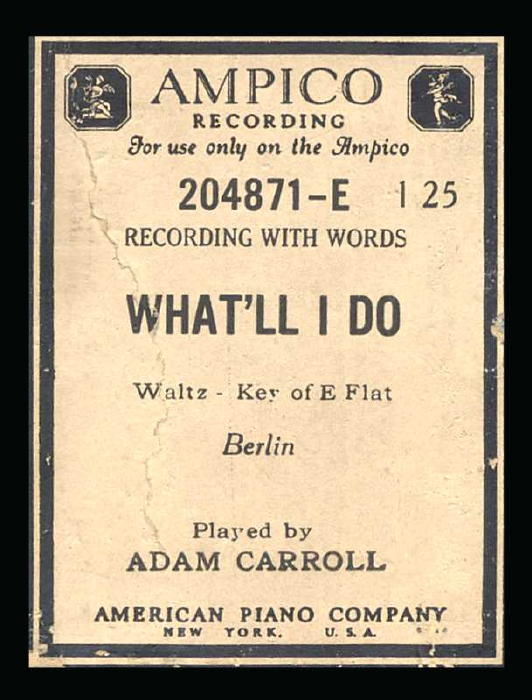 AMPICO
RECORDING
For use only on the Ampico
204871-E 1 25
RECORDING WITH WORDS
WHAT'LL I DO
Waltz - Key of E Flat
Berlin
Played by
ADAM CARROLL
AMERICAN PIANO COMPANY
NEW YORK. U.S.A.